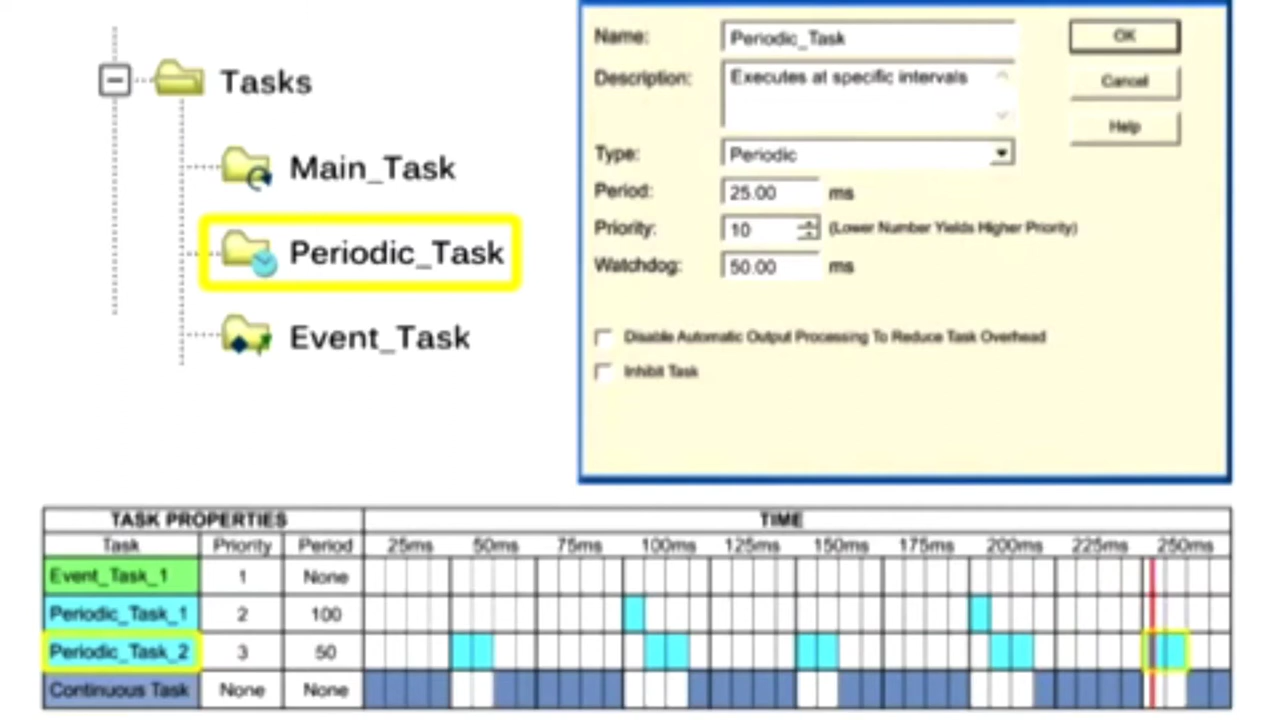 Tasks
Main_Task
Periodic_Task
Event_Task
Name: Periodic_Task
OK
Description: Executes at specific intervals
Cancel
Help
Type: Periodic
Period: 25.00 ms
Priority: 10 (Lower Number Yields Higher Priority)
Watchdog: 50.00 ms
Disable Automatic Output Processing To Reduce Task Overhead
Inhibit Task
TASK PROPERTIES TIME
Task Priority Period 25ms 50ms 75ms 100ms 125ms 150ms 175ms 200ms 225ms 250ms
Event_Task_1 1 None
Periodic_Task_1 2 100
Periodic_Task_2 3 50
Continuous Task None None